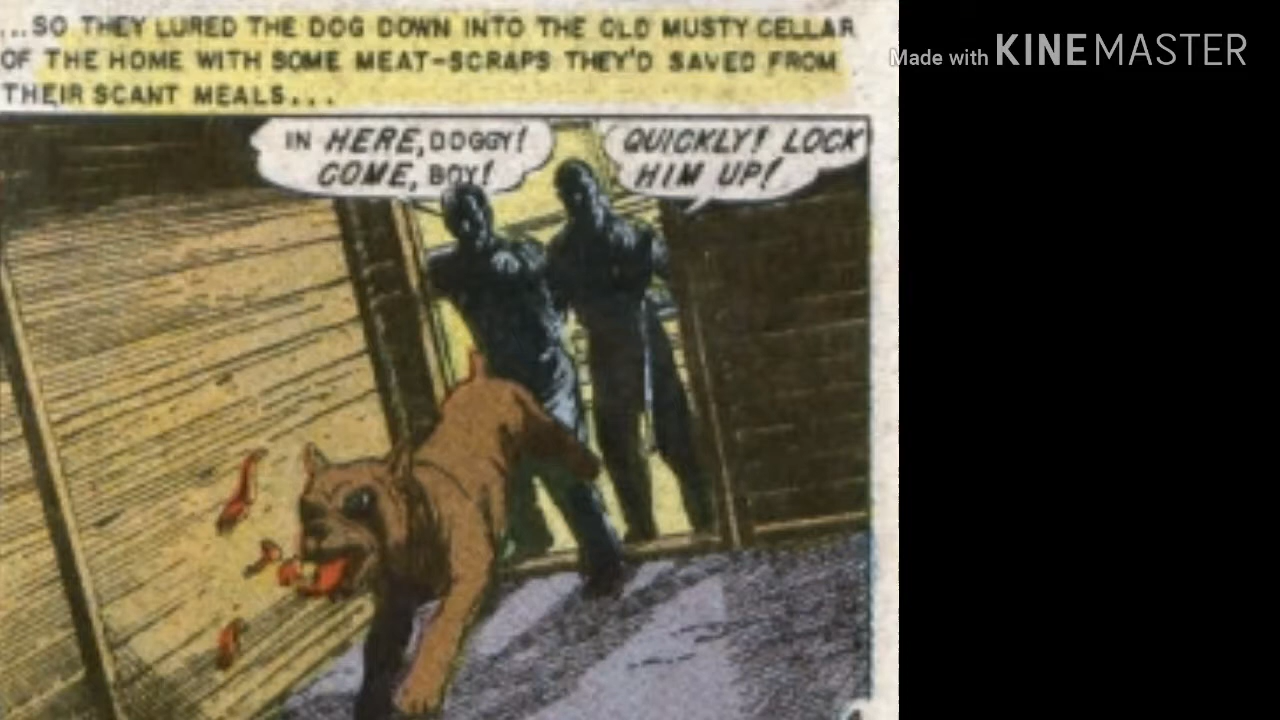 ...SO THEY LURED THE DOG DOWN INTO THE OLD MUSTY CELLAR
OF THE HOME WITH SOME MEAT-SCRAPS THEY'D SAVED FROM
THEIR SCANT MEALS...
IN HERE, DOGGY!
COME, BOY!
QUICKLY! LOCK
HIM UP!
Made with KINEMASTER